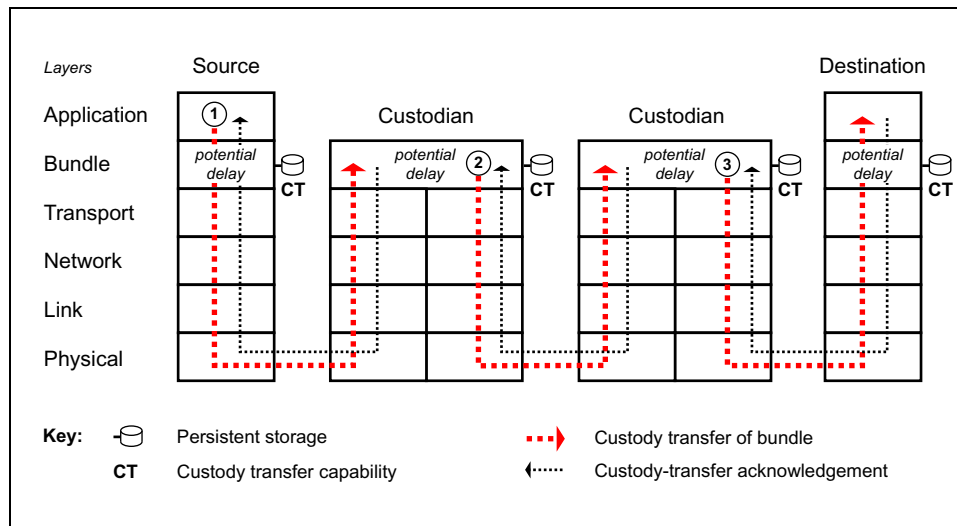 Layers
Source
Destination
Application
1
Custodian
Custodian
Bundle
potential
delay
CT
potential
delay
2
CT
potential
delay
3
CT
potential
delay
CT
Transport
Network
Link
Physical
Key:
Persistent storage
Custody transfer of bundle
CT
Custody transfer capability
Custody-transfer acknowledgement